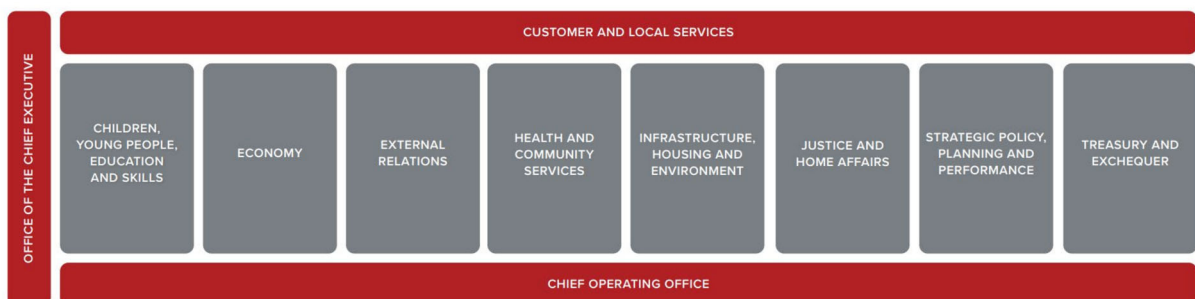 OFFICE OF THE CHIEF EXECUTIVE
CUSTOMER AND LOCAL SERVICES
CHILDREN,
YOUNG PEOPLE,
EDUCATION
AND SKILLS
ECONOMY
EXTERNAL
RELATIONS
HEALTH AND
COMMUNITY
SERVICES
INFRASTRUCTURE,
HOUSING AND
ENVIRONMENT
JUSTICE AND
HOME AFFAIRS
STRATEGIC POLICY,
PLANNING AND
PERFORMANCE
TREASURY AND
EXCHEQUER
CHIEF OPERATING OFFICE